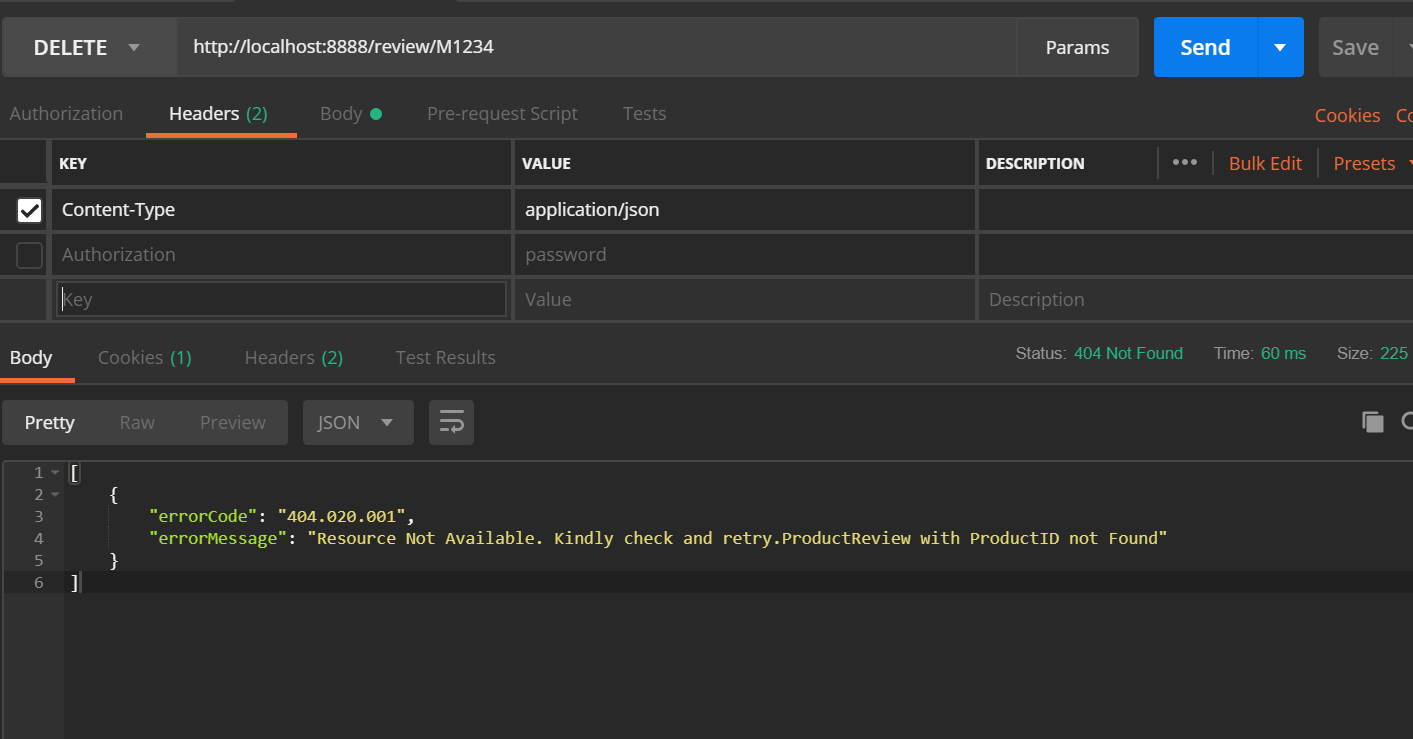 DELETE http://localhost:8888/review/M1234 Params Send Save
Authorization Headers (2) Body Pre-request Script Tests Cookies
KEY VALUE DESCRIPTION ••• Bulk Edit Presets
Content-Type application/json
Authorization password
Key Value Description
Body Cookies (1) Headers (2) Test Results Status: 404 Not Found Time: 60 ms Size: 225
Pretty Raw Preview JSON
1 [
2 {
3 "errorCode": "404.020.001",
4 "errorMessage": "Resource Not Available. Kindly check and retry.ProductReview with ProductID not Found"
5 }
6 ]